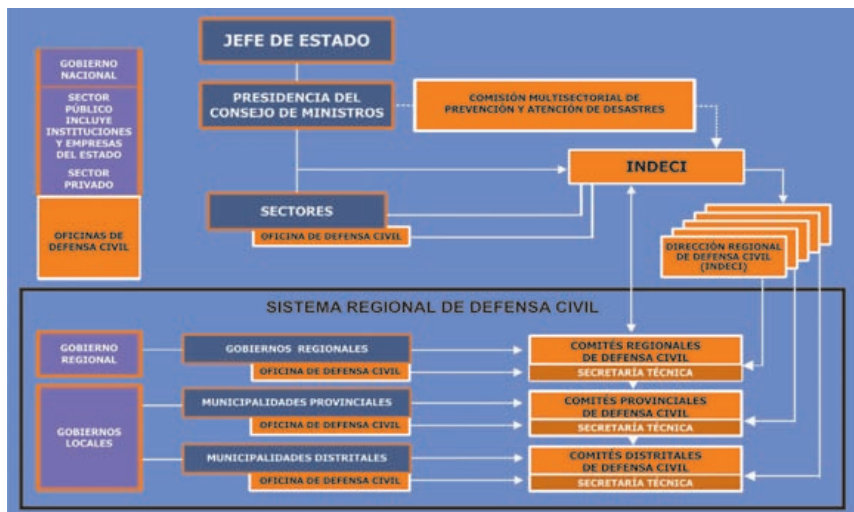 JEFE DE ESTADO
GOBIERNO
NACIONAL
SECTOR
PÚBLICO
INCLUYE
INSTITUCIONES
Y EMPRESAS
DEL ESTADO
SECTOR
PRIVADO
OFICINAS DE
DEFENSA CIVIL
PRESIDENCIA DEL
CONSEJO DE MINISTROS
COMISIÓN MULTISECTORIAL DE
PREVENCIÓN Y ATENCIÓN DE DESASTRES
INDECI
SECTORES
OFICINA DE DEFENSA CIVIL
DIRECCIÓN REGIONAL
DE DEFENSA CIVIL
(INDECI)
SISTEMA REGIONAL DE DEFENSA CIVIL
GOBIERNO
REGIONAL
GOBIERNOS REGIONALES
OFICINA DE DEFENSA CIVIL
COMITÉS REGIONALES
DE DEFENSA CIVIL
SECRETARÍA TÉCNICA
GOBIERNOS
LOCALES
MUNICIPALIDADES PROVINCIALES
OFICINA DE DEFENSA CIVIL
COMITÉS PROVINCIALES
DE DEFENSA CIVIL
SECRETARÍA TÉCNICA
MUNICIPALIDADES DISTRITALES
OFICINA DE DEFENSA CIVIL
COMITÉS DISTRITALES
DE DEFENSA CIVIL
SECRETARÍA TÉCNICA